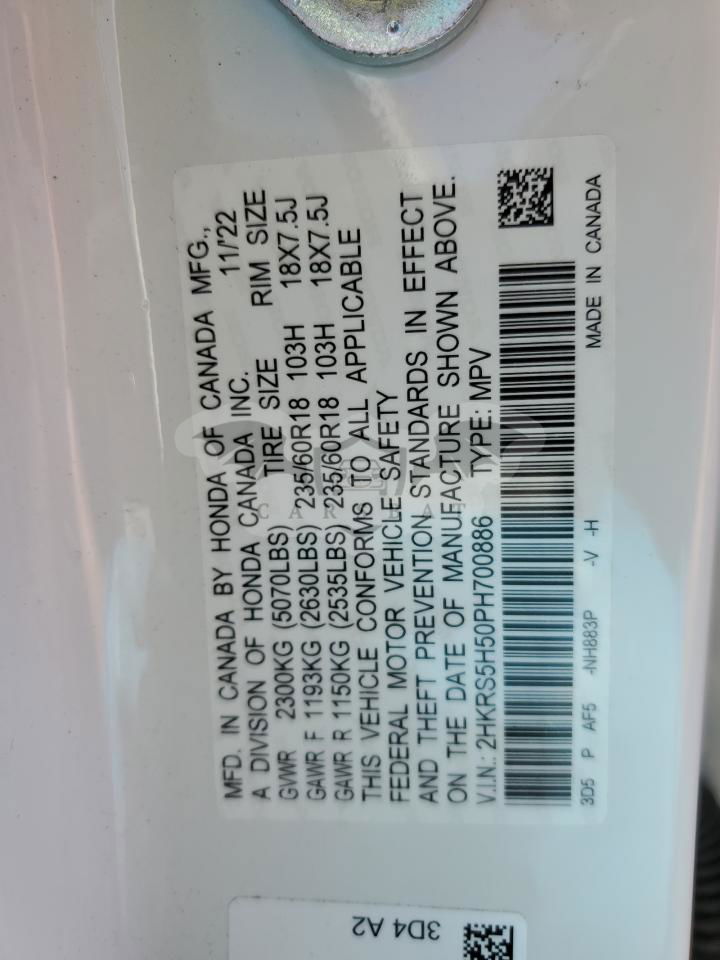 MFD. IN CANADA BY HONDA OF CANADA MFG.,
A DIVISION OF HONDA CANADA INC. 11/'22
GVWR 2300KG (5070LBS) TIRE SIZE RIM SIZE
GAWR F 1193KG (2630LBS) 235/60R18 103H 18X7.5J
GAWR R 1150KG (2535LBS) 235/60R18 103H 18X7.5J
THIS VEHICLE CONFORMS TO ALL APPLICABLE
FEDERAL MOTOR VEHICLE SAFETY
AND THEFT PREVENTION STANDARDS IN EFFECT
ON THE DATE OF MANUFACTURE SHOWN ABOVE.
V.I.N.: 2HKRS5H50PH700886 TYPE: MPV
3D5 P AF5 -NH883P -V -H MADE IN CANADA
3D4 A2